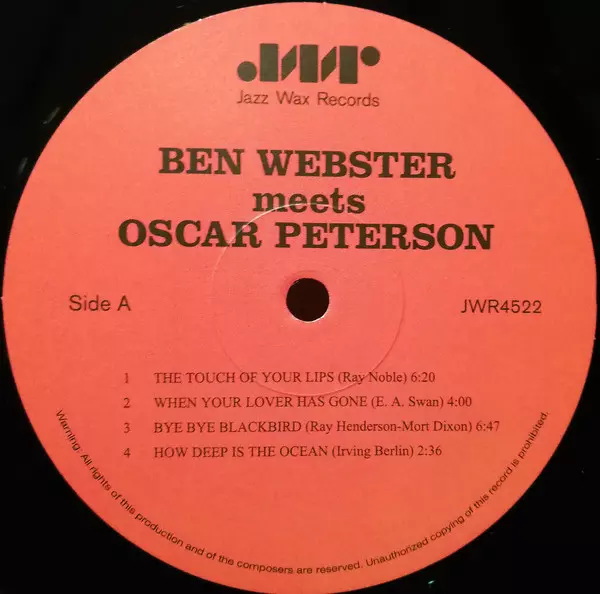 JWR
Jazz Wax Records
BEN WEBSTER
meets
OSCAR PETERSON
Side A
JWR4522
1 THE TOUCH OF YOUR LIPS (Ray Noble) 6:20
2 WHEN YOUR LOVER HAS GONE (E. A. Swan) 4:00
3 BYE BYE BLACKBIRD (Ray Henderson-Mort Dixon) 6:47
4 HOW DEEP IS THE OCEAN (Irving Berlin) 2:36
Warning: All rights of this production and of the composers are reserved. Unauthorized copying of this record is prohibited.